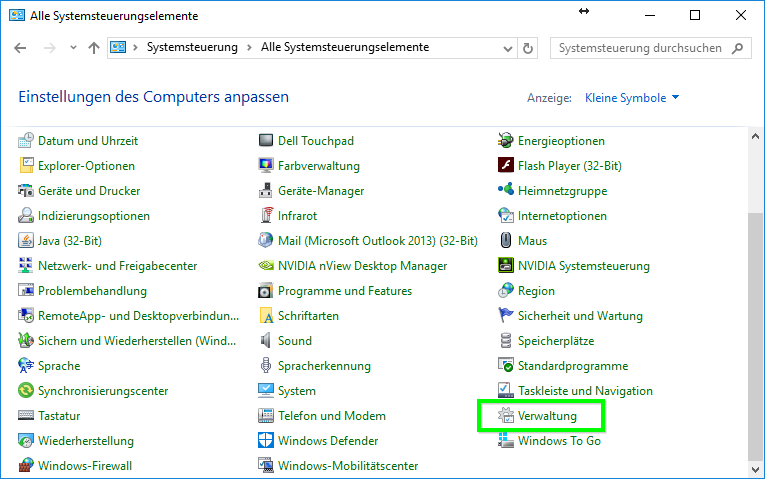 Alle Systemsteuerungselemente
Systemsteuerung > Alle Systemsteuerungselemente
Systemsteuerung durchsuchen
Einstellungen des Computers anpassen
Anzeige: Kleine Symbole
Datum und Uhrzeit
Dell Touchpad
Energieoptionen
Explorer-Optionen
Farbverwaltung
Flash Player (32-Bit)
Geräte und Drucker
Geräte-Manager
Heimnetzgruppe
Indizierungsoptionen
Infrarot
Internetoptionen
Java (32-Bit)
Mail (Microsoft Outlook 2013) (32-Bit)
Maus
Netzwerk- und Freigabecenter
NVIDIA nView Desktop Manager
NVIDIA Systemsteuerung
Problembehandlung
Programme und Features
Region
RemoteApp- und Desktopverbindun...
Schriftarten
Sicherheit und Wartung
Sichern und Wiederherstellen (Wind...
Sound
Speicherplätze
Sprache
Spracherkennung
Standardprogramme
Synchronisierungscenter
System
Taskleiste und Navigation
Tastatur
Telefon und Modem
Verwaltung
Wiederherstellung
Windows Defender
Windows To Go
Windows-Firewall
Windows-Mobilitätscenter